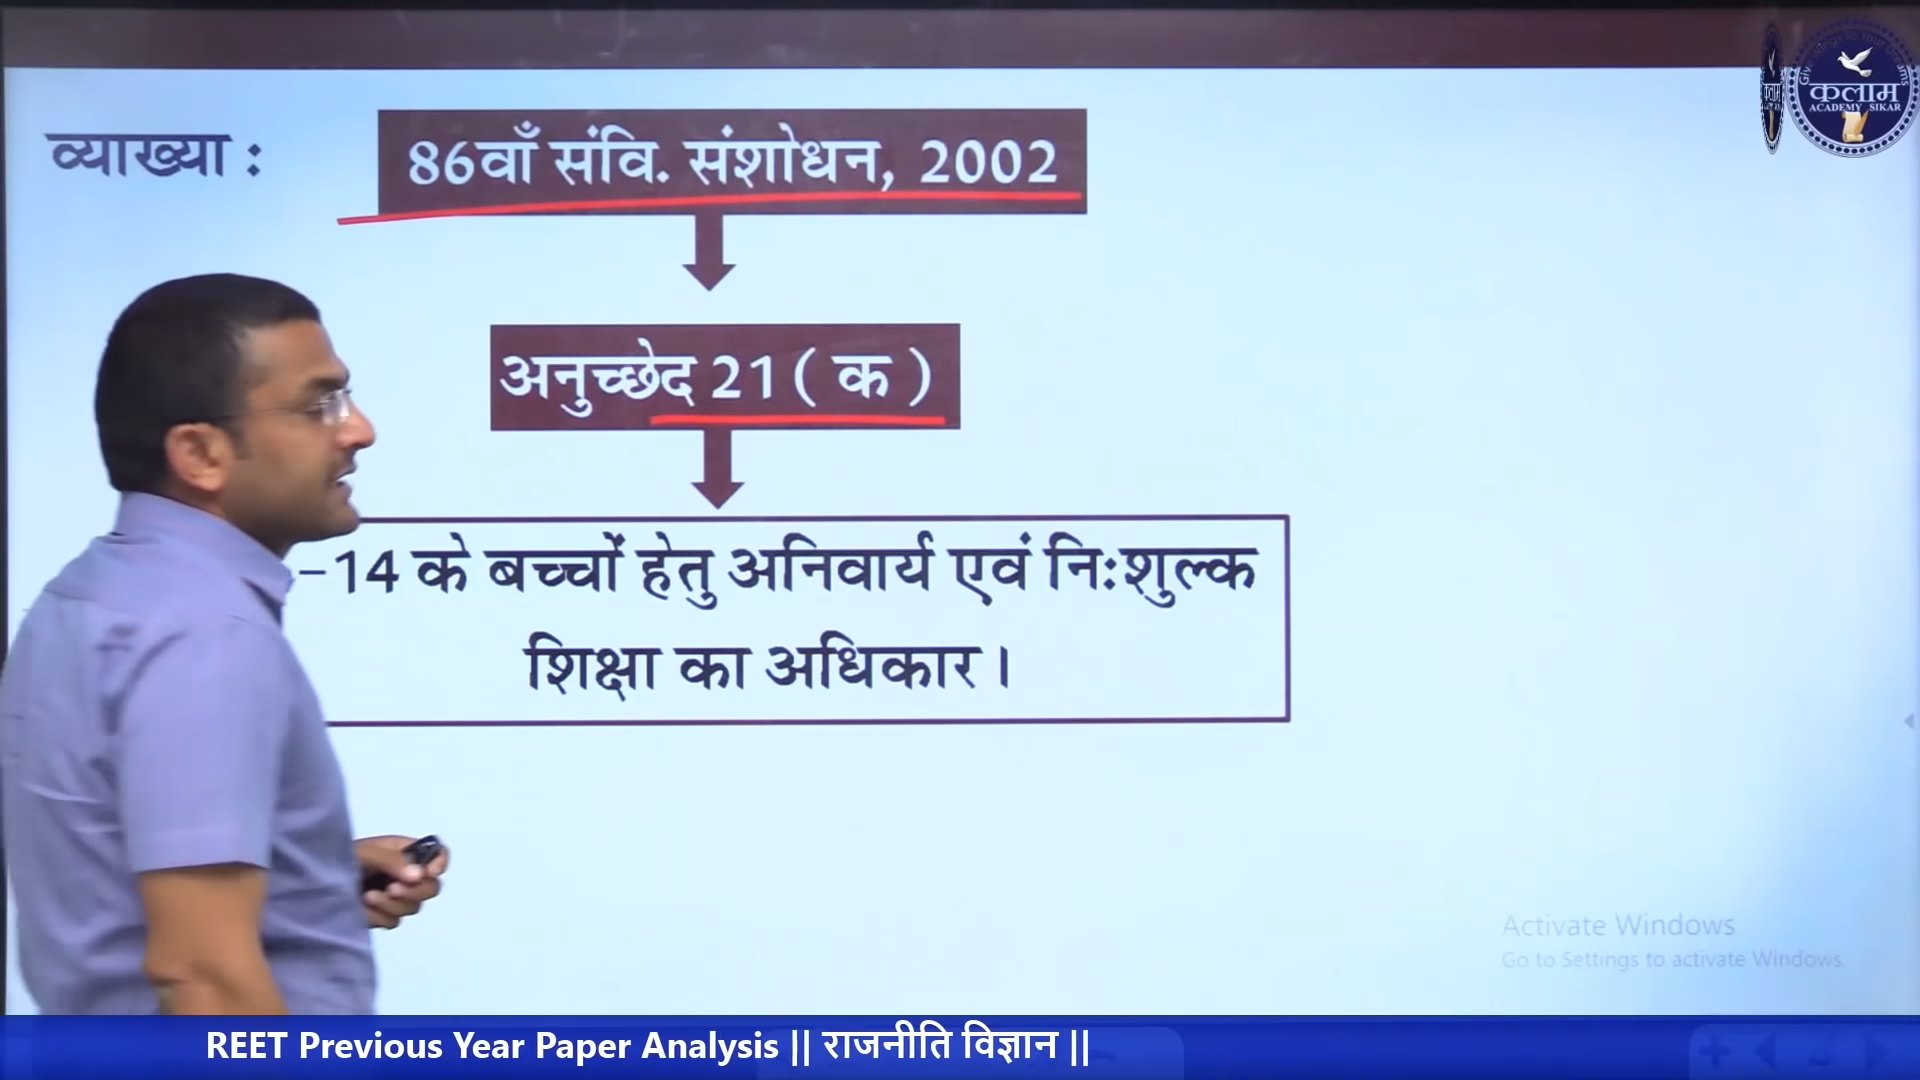 व्याख्या :
86वाँ संवि. संशोधन, 2002
अनुच्छेद 21 ( क )
-14 के बच्चों हेतु अनिवार्य एवं निःशुल्क
शिक्षा का अधिकार।
कलाम
ACADEMY SIKAR
Activate Windows
Go to Settings to activate Windows.
REET Previous Year Paper Analysis || राजनीति विज्ञान ||